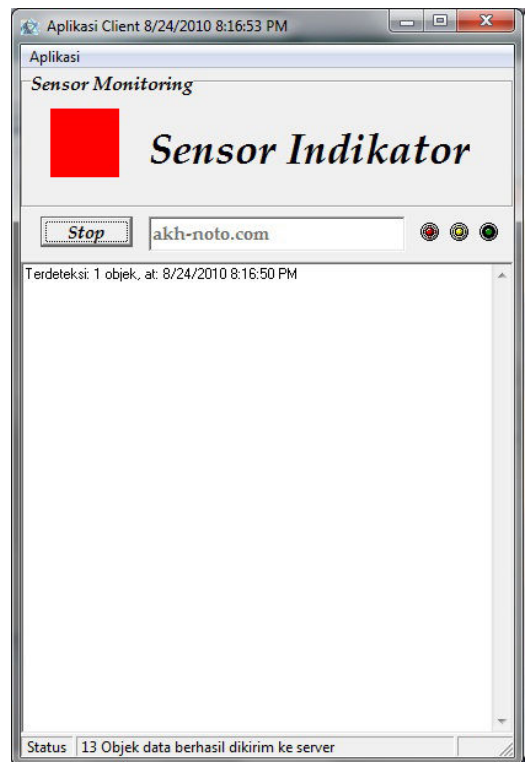 Aplikasi Client 8/24/2010 8:16:53 PM
Aplikasi
Sensor Monitoring
Sensor Indikator
Stop
akh-noto.com
Terdeteksi: 1 objek, at: 8/24/2010 8:16:50 PM
Status 13 Objek data berhasil dikirim ke server